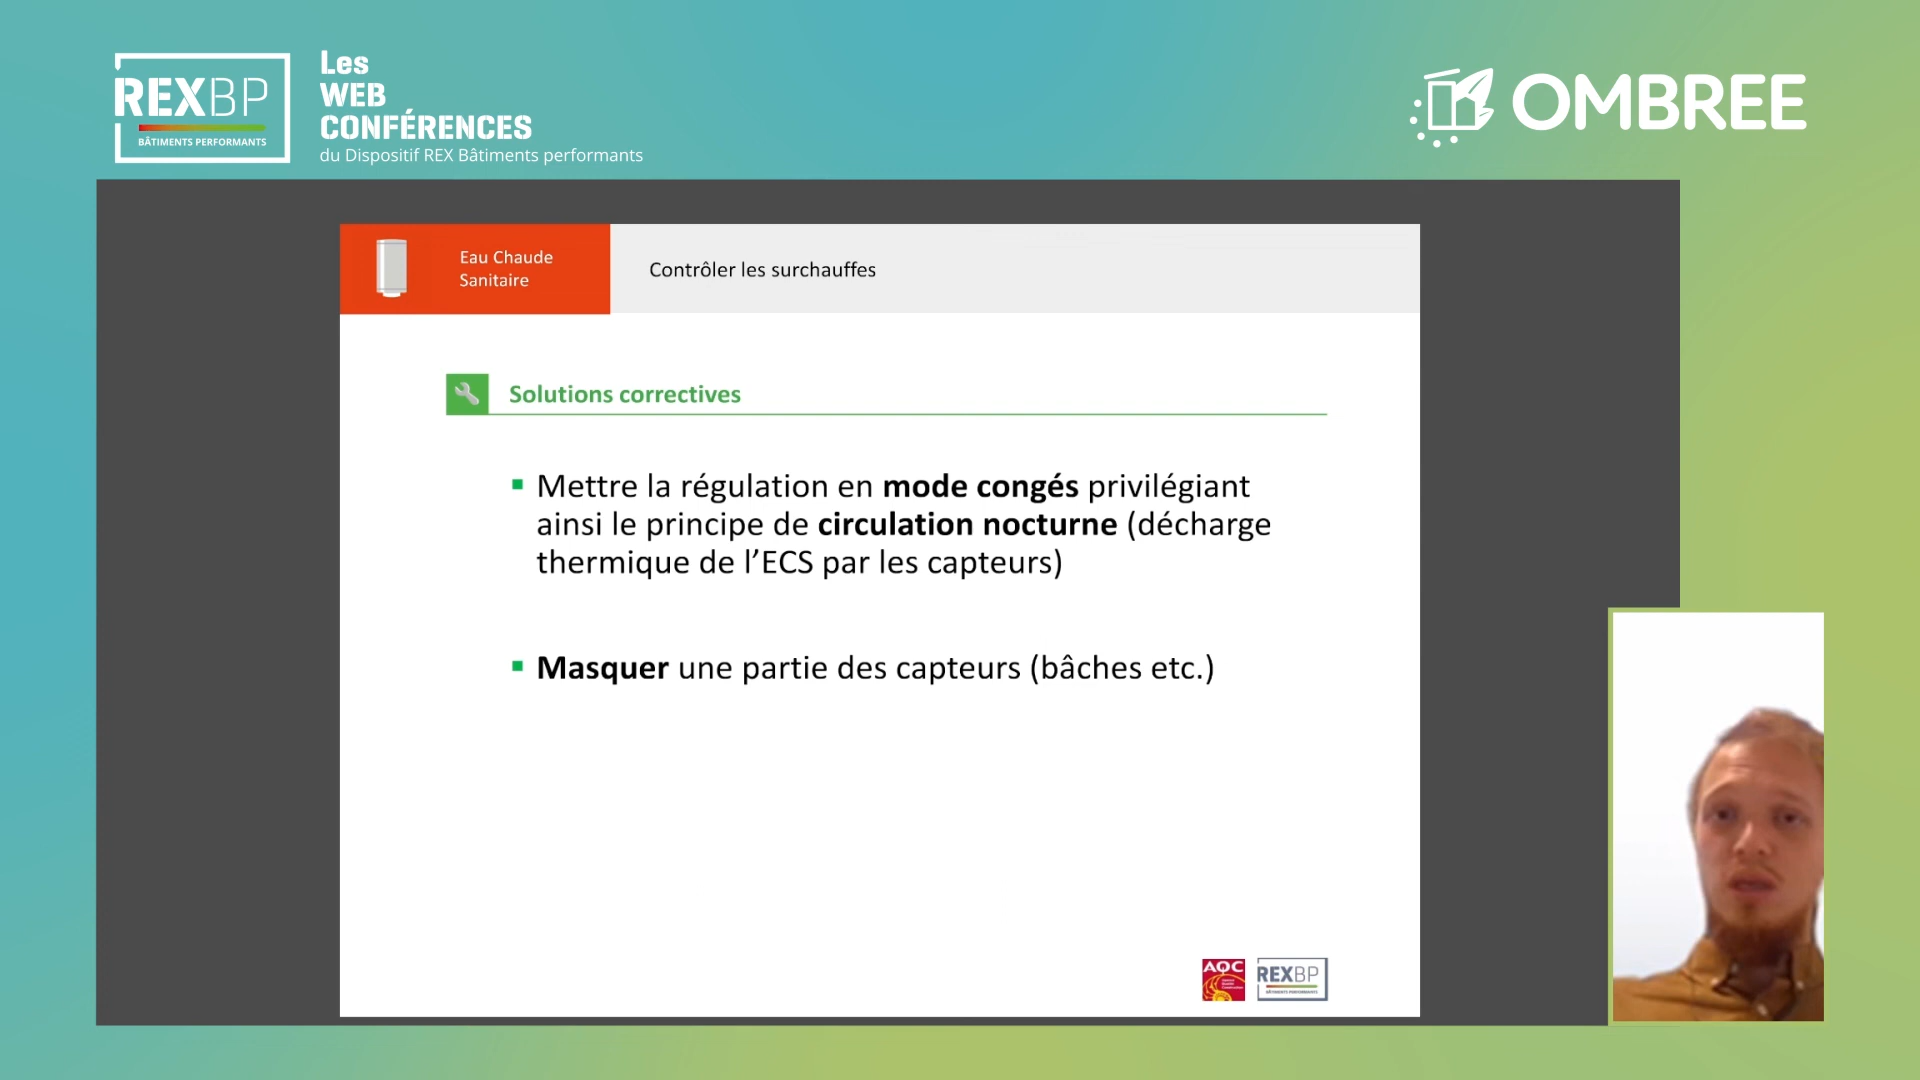 REXBP
BÂTIMENTS PERFORMANTS
Les
WEB
CONFÉRENCES
du Dispositif REX Bâtiments performants
OMBREE
Eau Chaude
Sanitaire
Contrôler les surchauffes
Solutions correctives
Mettre la régulation en mode congés privilégiant
ainsi le principe de circulation nocturne (décharge
thermique de l’ECS par les capteurs)
Masquer une partie des capteurs (bâches etc.)
AQC
REXBP
BÂTIMENTS PERFORMANTS